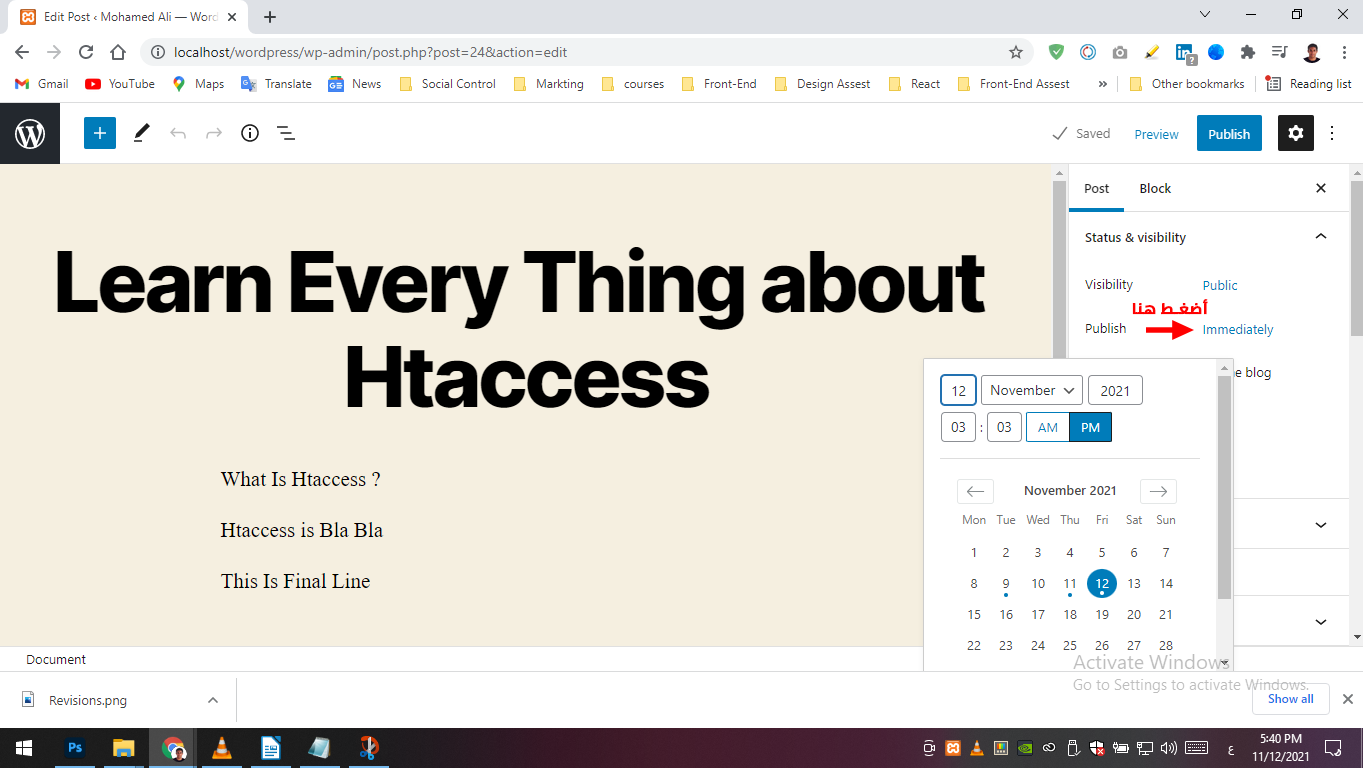 Edit Post ‹ Mohamed Ali — Word
localhost/wordpress/wp-admin/post.php?post=24&action=edit
Gmail YouTube Maps Translate News Social Control Markting courses Front-End Design Assest React Front-End Assest » Other bookmarks Reading list
Saved Preview Publish
Post Block
Status & visibility
Visibility Public
أضغط هنا
Publish Immediately
e blog
Learn Every Thing about
Htaccess
What Is Htaccess ?
Htaccess is Bla Bla
This Is Final Line
12 November 2021
03 : 03 AM PM
November 2021
Mon Tue Wed Thu Fri Sat Sun
1 2 3 4 5 6 7
8 9 10 11 12 13 14
15 16 17 18 19 20 21
22 23 24 25 26 27 28
Document
Activate Windows
Go to Settings to activate Windows.
Revisions.png
Show all
Ps
ع
5:40 PM
11/12/2021